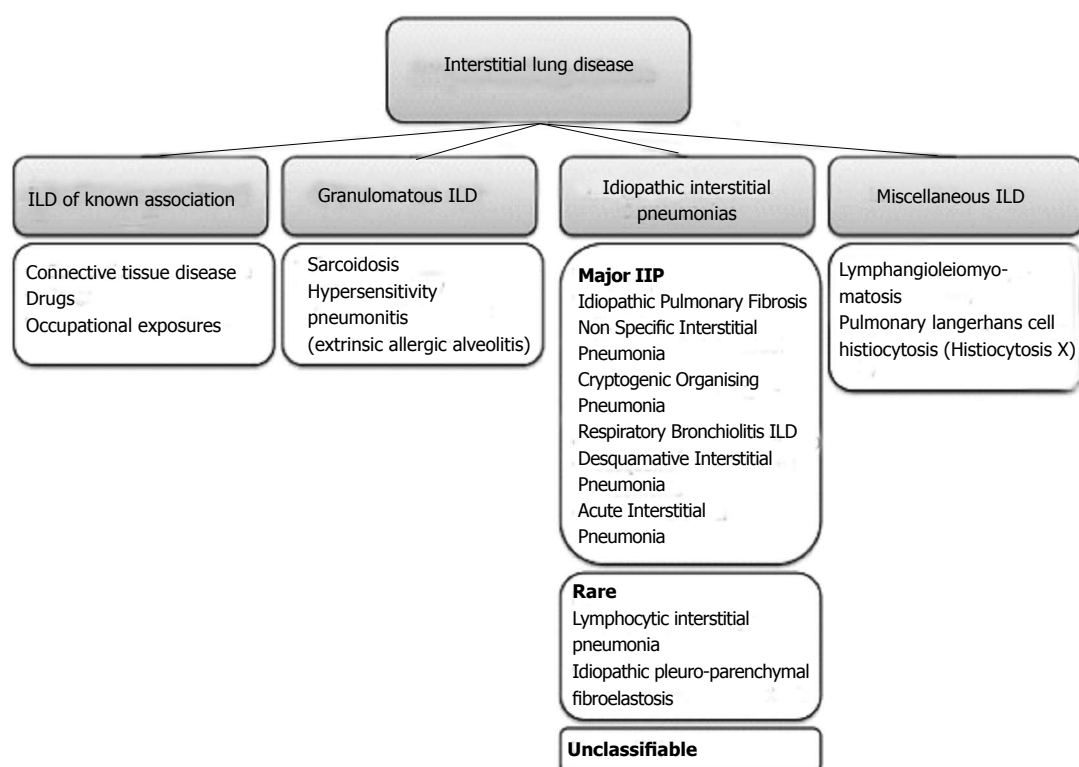 Interstitial lung disease
ILD of known association
Connective tissue disease
Drugs
Occupational exposures
Granulomatous ILD
Sarcoidosis
Hypersensitivity
pneumonitis
(extrinsic allergic alveolitis)
Idiopathic interstitial
pneumonias
Major IIP
Idiopathic Pulmonary Fibrosis
Non Specific Interstitial
Pneumonia
Cryptogenic Organising
Pneumonia
Respiratory Bronchiolitis ILD
Desquamative Interstitial
Pneumonia
Acute Interstitial
Pneumonia
Rare
Lymphocytic interstitial
pneumonia
Idiopathic pleuro-parenchymal
fibroelastosis
Unclassifiable
Miscellaneous ILD
Lymphangioleiomyo-
matosis
Pulmonary langerhans cell
histiocytosis (Histiocytosis X)